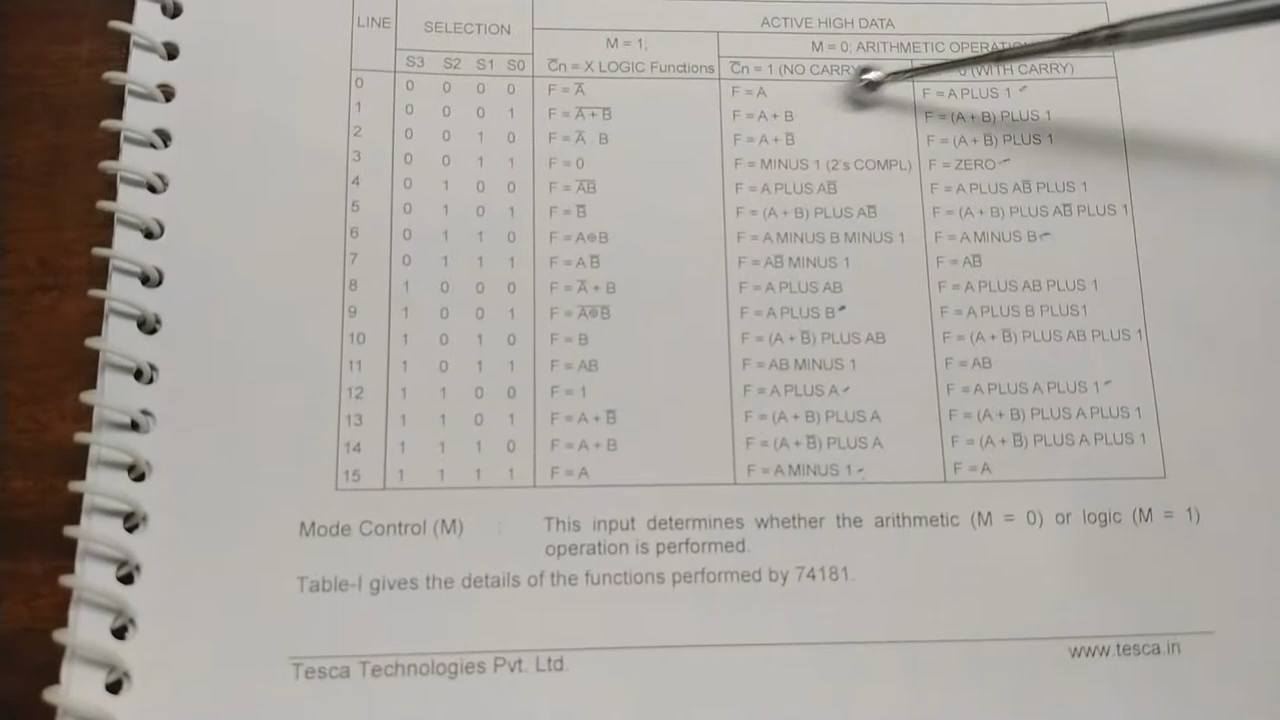 LINE SELECTION ACTIVE HIGH DATA
M = 1; M = 0; ARITHMETIC
S3 S2 S1 S0 C̅n = X LOGIC Functions C̅n = 1 (NO CARRY) (WITH CARRY)
0 0 0 0 0 F = A̅ F = A F = A PLUS 1
1 0 0 0 1 F = A̅ ̅+̅ ̅B̅ F = A + B F = (A + B) PLUS 1
2 0 0 1 0 F = A̅ B F = A + B̅ F = (A + B̅) PLUS 1
3 0 0 1 1 F = 0 F = MINUS 1 (2's COMPL) F = ZERO
4 0 1 0 0 F = A̅B̅ F = A PLUS AB̅ F = A PLUS AB̅ PLUS 1
5 0 1 0 1 F = B̅ F = (A + B) PLUS AB̅ F = (A + B) PLUS AB̅ PLUS 1
6 0 1 1 0 F = A⊕B F = A MINUS B MINUS 1 F = A MINUS B
7 0 1 1 1 F = A B̅ F = AB̅ MINUS 1 F = AB̅
8 1 0 0 0 F = A̅ + B F = A PLUS AB F = A PLUS AB PLUS 1
9 1 0 0 1 F = A̅⊕̅B̅ F = A PLUS B F = A PLUS B PLUS1
10 1 0 1 0 F = B F = (A + B̅) PLUS AB F = (A + B̅) PLUS AB PLUS 1
11 1 0 1 1 F = AB F = AB MINUS 1 F = AB
12 1 1 0 0 F = 1 F = A PLUS A F = A PLUS A PLUS 1
13 1 1 0 1 F = A + B̅ F = (A + B) PLUS A F = (A + B) PLUS A PLUS 1
14 1 1 1 0 F = A + B F = (A + B̅) PLUS A F = (A + B̅) PLUS A PLUS 1
15 1 1 1 1 F = A F = A MINUS 1 F = A
Mode Control (M) : This input determines whether the arithmetic (M = 0) or logic (M = 1)
operation is performed.
Table-I gives the details of the functions performed by 74181.
Tesca Technologies Pvt. Ltd. www.tesca.in